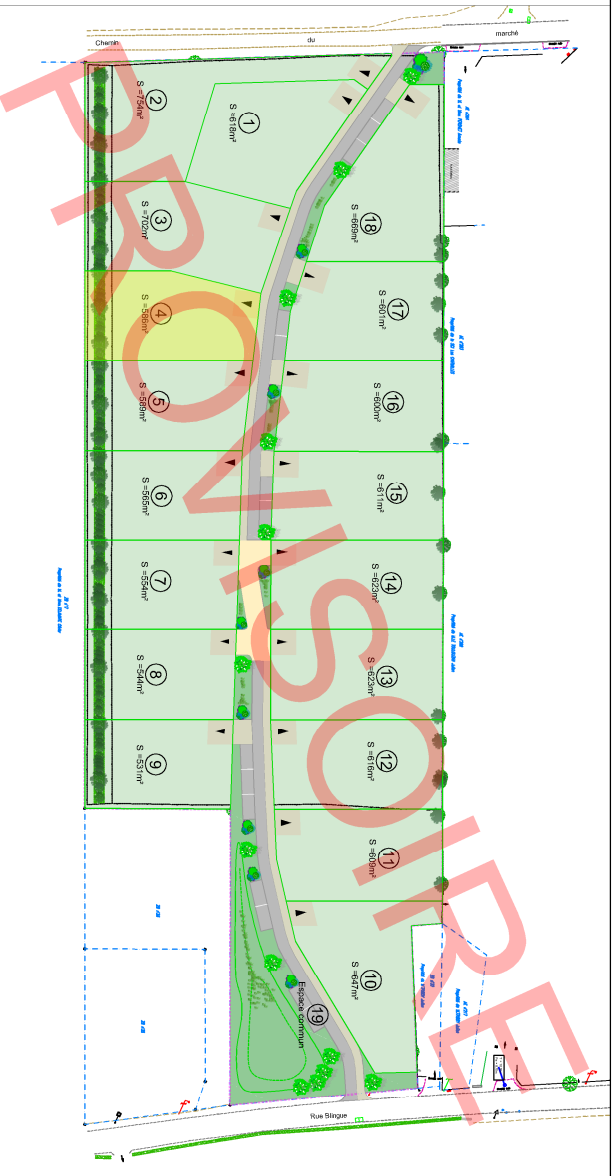 Chemin du marché
PROVISOIRE
1
S =618m²
2
S =754m²
3
S =702m²
4
S =586m²
5
S =589m²
6
S =565m²
7
S =554m²
8
S =544m²
9
S =531m²
10
S =647m²
11
S =609m²
12
S =616m²
13
S =623m²
14
S =623m²
15
S =611m²
16
S =600m²
17
S =601m²
18
S =669m²
19
Espace commun
Rue Blingue